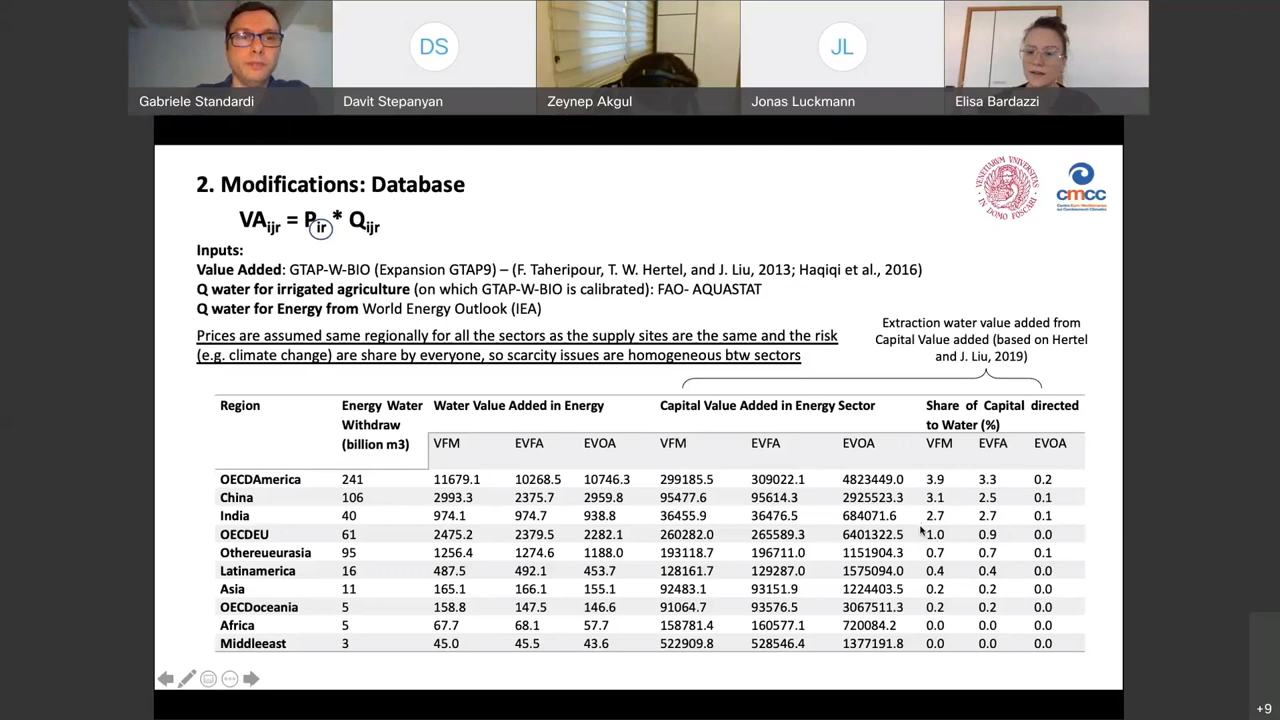 DS
JL
Gabriele Standardi
Davit Stepanyan
Zeynep Akgul
Jonas Luckmann
Elisa Bardazzi
2. Modifications: Database
VAijr = Pir * Qijr
VENETIARUM UNIVERSITAS
IN DOMO FOSCARI
cmcc
Inputs:
Value Added: GTAP-W-BIO (Expansion GTAP9) – (F. Taheripour, T. W. Hertel, and J. Liu, 2013; Haqiqi et al., 2016)
Q water for irrigated agriculture (on which GTAP-W-BIO is calibrated): FAO- AQUASTAT
Q water for Energy from World Energy Outlook (IEA)
Prices are assumed same regionally for all the sectors as the supply sites are the same and the risk
(e.g. climate change) are share by everyone, so scarcity issues are homogeneous btw sectors
Extraction water value added from
Capital Value added (based on Hertel
and J. Liu, 2019)
Region Energy Water Water Value Added in Energy Capital Value Added in Energy Sector Share of Capital directed
Withdraw to Water (%)
(billion m3) VFM EVFA EVOA VFM EVFA EVOA VFM EVFA EVOA
OECDAmerica 241 11679.1 10268.5 10746.3 299185.5 309022.1 4823449.0 3.9 3.3 0.2
China 106 2993.3 2375.7 2959.8 95477.6 95614.3 2925523.3 3.1 2.5 0.1
India 40 974.1 974.7 938.8 36455.9 36476.5 684071.6 2.7 2.7 0.1
OECDEU 61 2475.2 2379.5 2282.1 260282.0 265589.3 6401322.5 1.0 0.9 0.0
Othereueurasia 95 1256.4 1274.6 1188.0 193118.7 196711.0 1151904.3 0.7 0.7 0.1
Latinamerica 16 487.5 492.1 453.7 128161.7 129287.0 1575094.0 0.4 0.4 0.0
Asia 11 165.1 166.1 155.1 92483.1 93151.9 1224403.5 0.2 0.2 0.0
OECDoceania 5 158.8 147.5 146.6 91064.7 93576.5 3067511.3 0.2 0.2 0.0
Africa 5 67.7 68.1 57.7 158781.4 160577.1 720084.2 0.0 0.0 0.0
Middleeast 3 45.0 45.5 43.6 522909.8 528546.4 1377191.8 0.0 0.0 0.0
+9